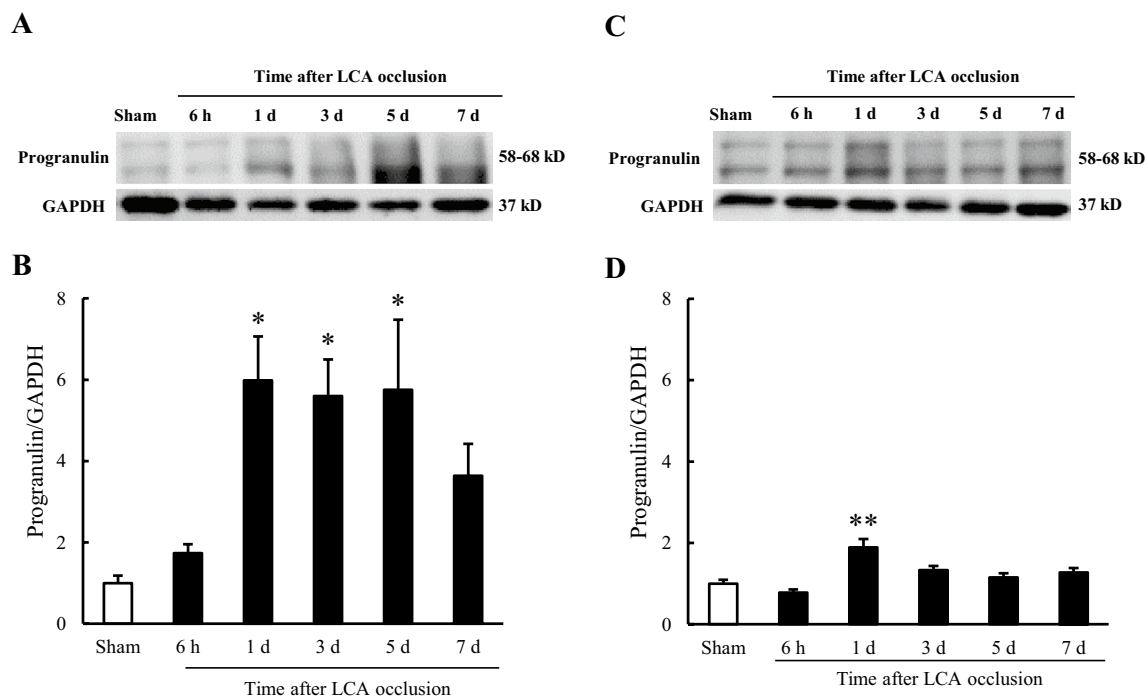 A
Time after LCA occlusion
Sham 6 h 1 d 3 d 5 d 7 d
Progranulin 58-68 kD
GAPDH 37 kD
C
Time after LCA occlusion
Sham 6 h 1 d 3 d 5 d 7 d
Progranulin 58-68 kD
GAPDH 37 kD
B
Progranulin/GAPDH
8
6
4
2
0
* * *
Sham 6 h 1 d 3 d 5 d 7 d
Time after LCA occlusion
D
Progranulin/GAPDH
8
6
4
2
0
**
Sham 6 h 1 d 3 d 5 d 7 d
Time after LCA occlusion